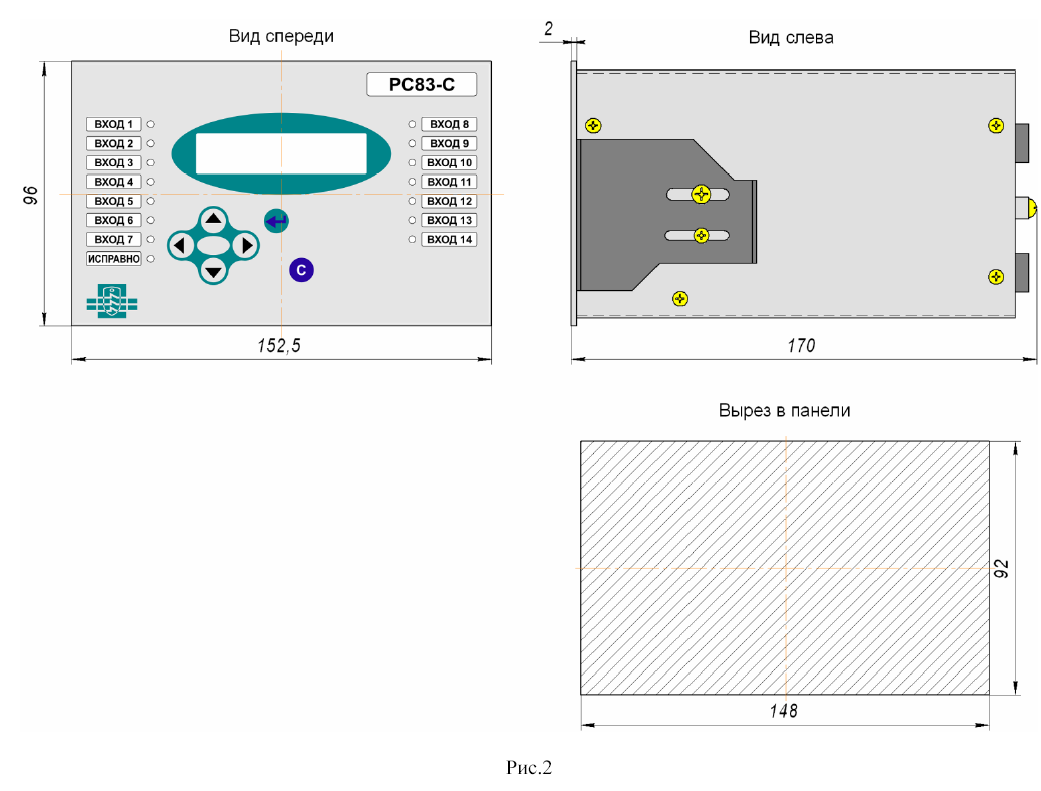 Вид спереди
Вид слева
2
РС83-С
ВХОД 1
ВХОД 2
ВХОД 3
ВХОД 4
ВХОД 5
ВХОД 6
ВХОД 7
ИСПРАВНО
ВХОД 8
ВХОД 9
ВХОД 10
ВХОД 11
ВХОД 12
ВХОД 13
ВХОД 14
С
96
152,5
170
Вырез в панели
92
148
Рис.2